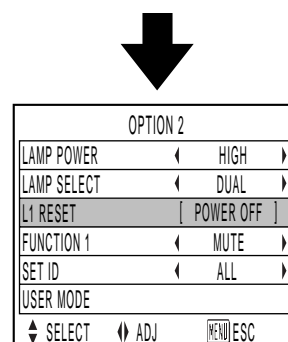 OPTION 2
LAMP POWER HIGH
LAMP SELECT DUAL
L1 RESET [ POWER OFF ]
FUNCTION 1 MUTE
SET ID ALL
USER MODE
SELECT ADJ MENU ESC